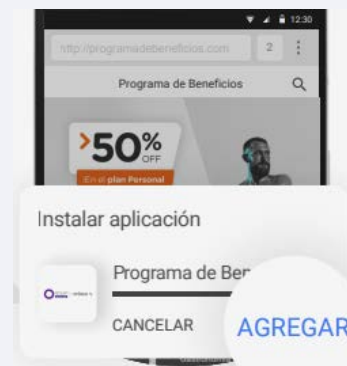 12:30
http://programadebeneficios.com
2
Programa de Beneficios
>50%
OFF
¡En el plan Personal
Instalar aplicación
Programa de Ben
CANCELAR
AGREGAR